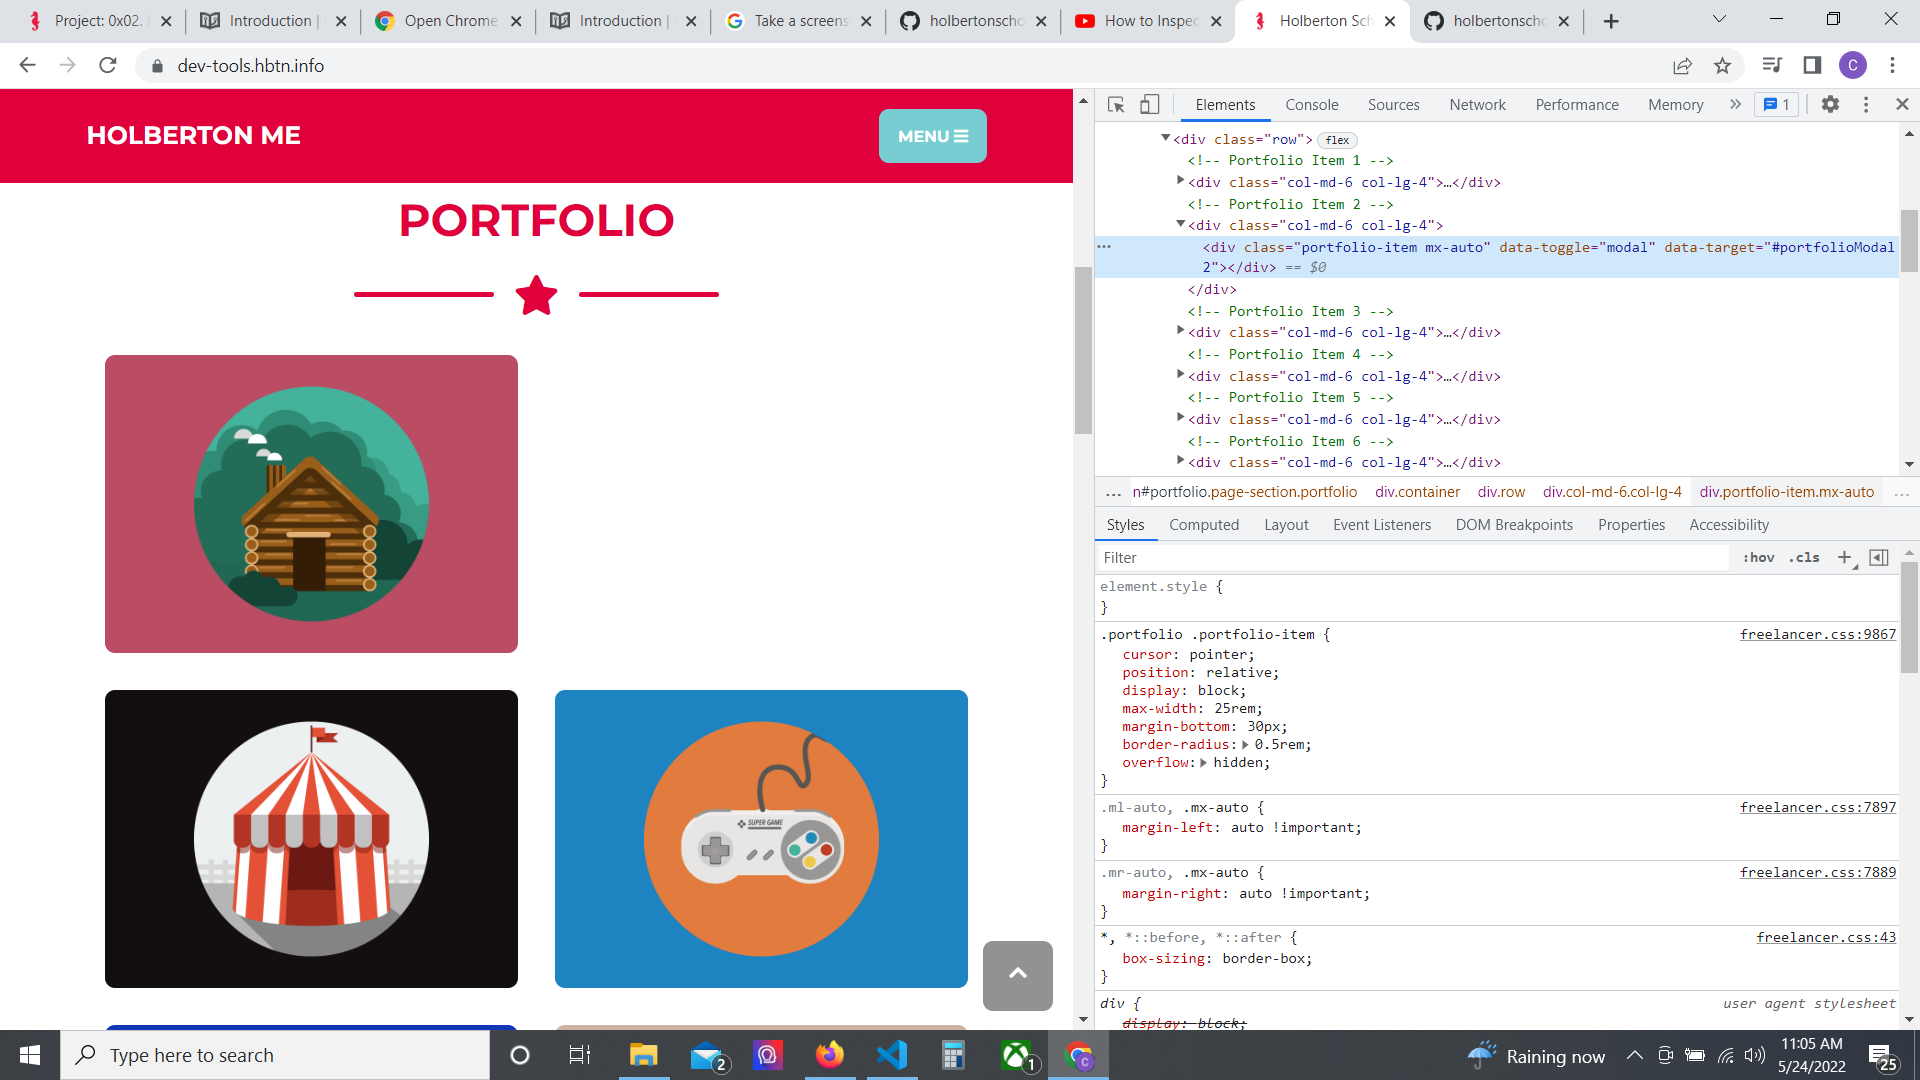 Project: 0x02.
Introduction |
Open Chrome
Introduction |
Take a screens
holbertonscho
How to Inspec
Holberton Sch
holbertonscho
dev-tools.hbtn.info
C
HOLBERTON ME
MENU
PORTFOLIO
SUPER GAME
Elements
Console
Sources
Network
Performance
Memory
1
<div class="row"> flex
<!-- Portfolio Item 1 -->
<div class="col-md-6 col-lg-4">…</div>
<!-- Portfolio Item 2 -->
<div class="col-md-6 col-lg-4">
<div class="portfolio-item mx-auto" data-toggle="modal" data-target="#portfolioModal
2"></div> == $0
</div>
<!-- Portfolio Item 3 -->
<div class="col-md-6 col-lg-4">…</div>
<!-- Portfolio Item 4 -->
<div class="col-md-6 col-lg-4">…</div>
<!-- Portfolio Item 5 -->
<div class="col-md-6 col-lg-4">…</div>
<!-- Portfolio Item 6 -->
<div class="col-md-6 col-lg-4">…</div>
... n#portfolio.page-section.portfolio div.container div.row div.col-md-6.col-lg-4 div.portfolio-item.mx-auto ...
Styles
Computed
Layout
Event Listeners
DOM Breakpoints
Properties
Accessibility
Filter
:hov .cls
element.style {
}
.portfolio .portfolio-item { freelancer.css:9867
cursor: pointer;
position: relative;
display: block;
max-width: 25rem;
margin-bottom: 30px;
border-radius: 0.5rem;
overflow: hidden;
}
.ml-auto, .mx-auto { freelancer.css:7897
margin-left: auto !important;
}
.mr-auto, .mx-auto { freelancer.css:7889
margin-right: auto !important;
}
*, *::before, *::after { freelancer.css:43
box-sizing: border-box;
}
div { user agent stylesheet
display: block;
Type here to search
2
1
C
Raining now
11:05 AM
5/24/2022
25